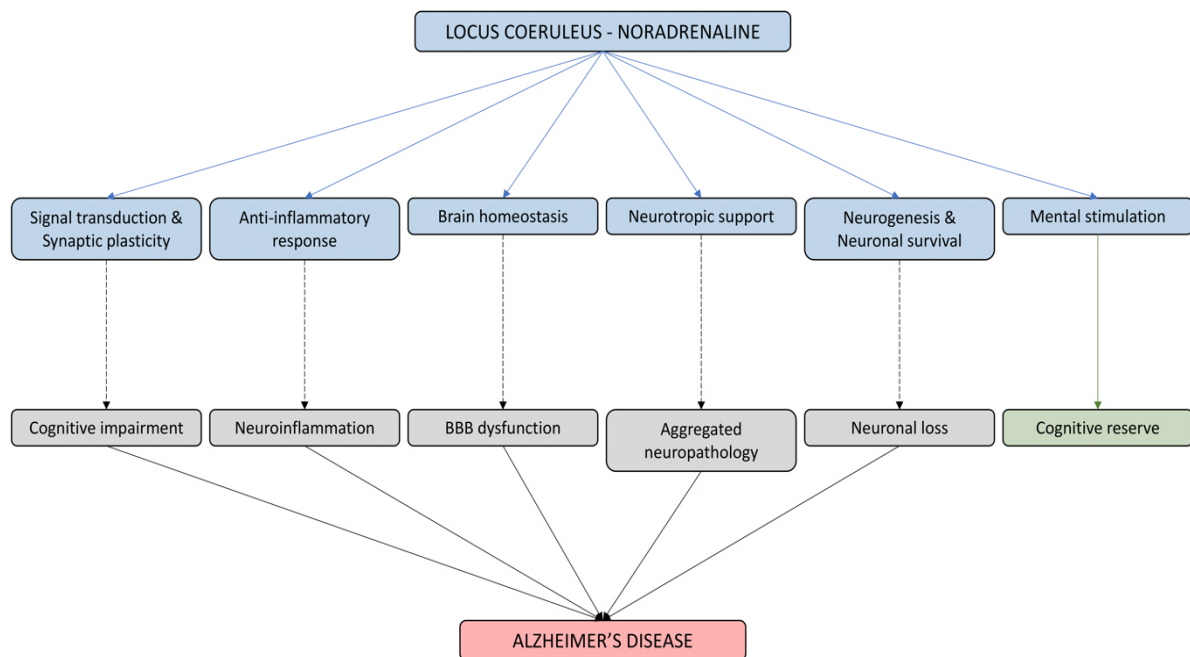 LOCUS COERULEUS - NORADRENALINE
Signal transduction &
Synaptic plasticity
Anti-inflammatory
response
Brain homeostasis
Neurotropic support
Neurogenesis &
Neuronal survival
Mental stimulation
Cognitive impairment
Neuroinflammation
BBB dysfunction
Aggregated
neuropathology
Neuronal loss
Cognitive reserve
ALZHEIMER’S DISEASE